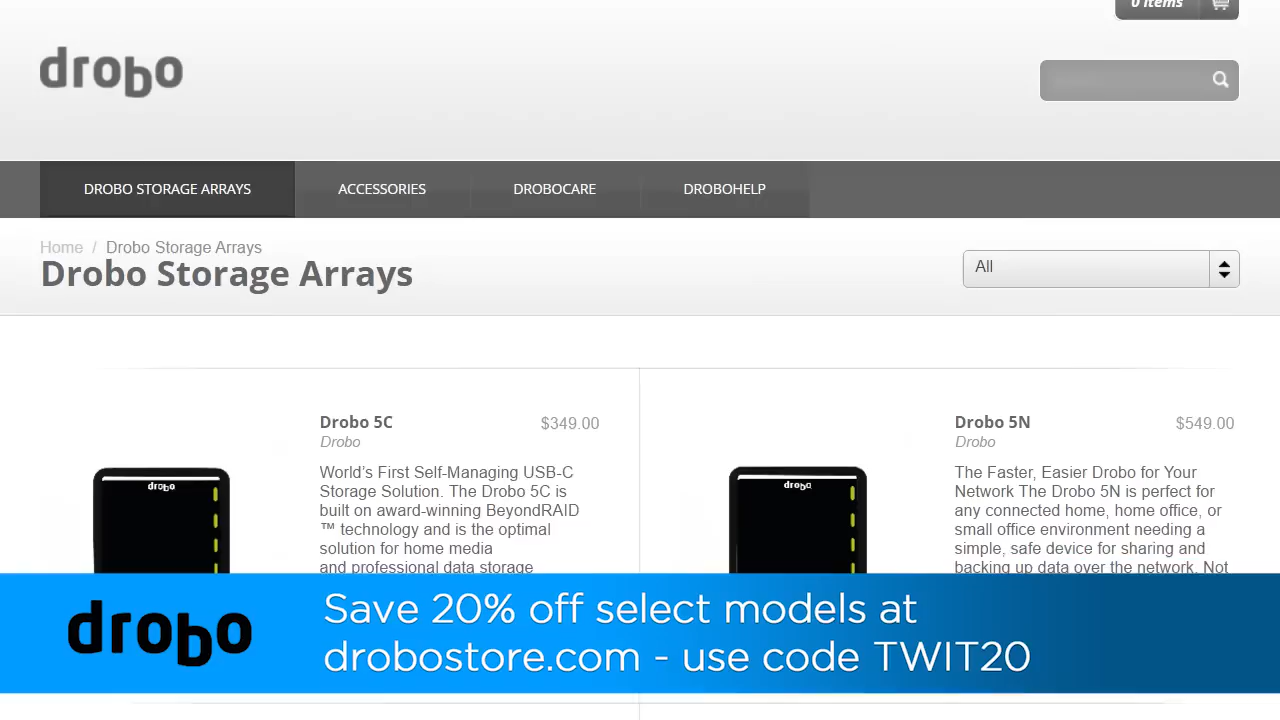 0 items
drobo
DROBO STORAGE ARRAYS
ACCESSORIES
DROBOCARE
DROBOHELP
Home / Drobo Storage Arrays
Drobo Storage Arrays
All
Drobo 5C
$349.00
Drobo
World’s First Self-Managing USB-C
Storage Solution. The Drobo 5C is
built on award-winning BeyondRAID
™ technology and is the optimal
solution for home media
and professional data storage
drobo
Drobo 5N
$549.00
Drobo
The Faster, Easier Drobo for Your
Network The Drobo 5N is perfect for
any connected home, home office, or
small office environment needing a
simple, safe device for sharing and
backing up data over the network. Not
drobo
drobo
Save 20% off select models at
drobostore.com - use code TWIT20